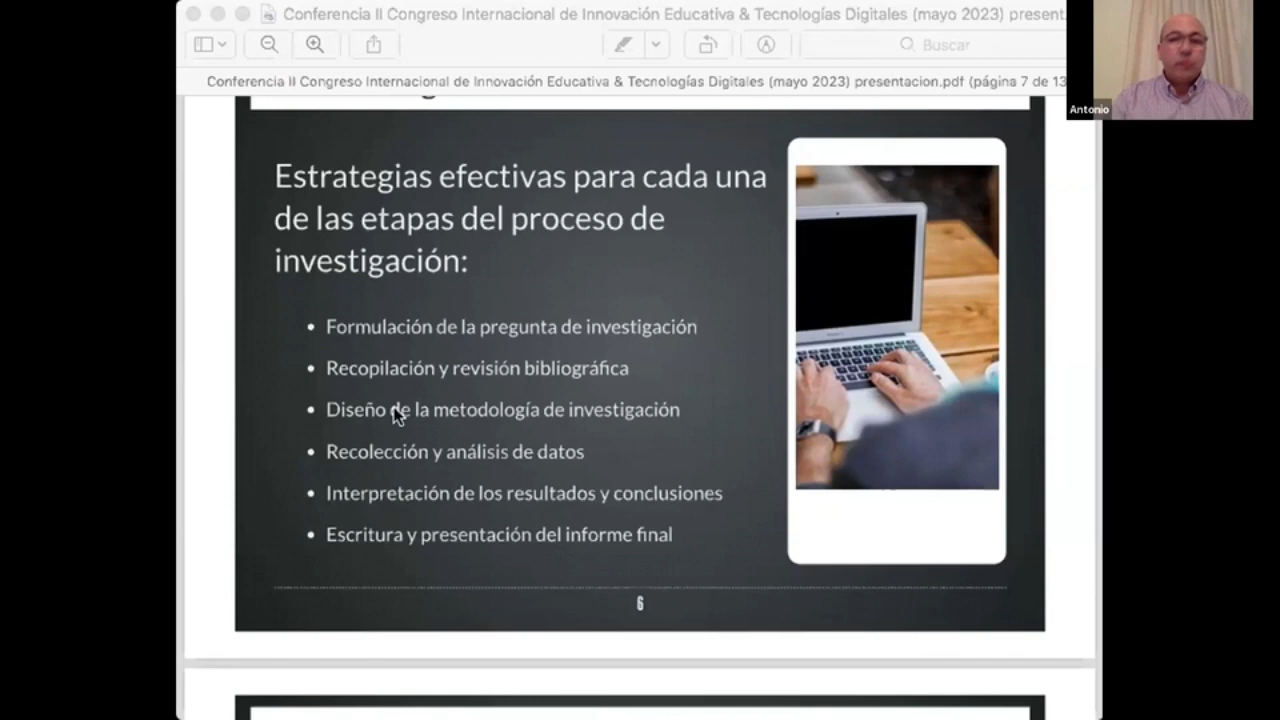 Conferencia II Congreso Internacional de Innovación Educativa & Tecnologías Digitales (mayo 2023) present
Buscar
Conferencia II Congreso Internacional de Innovación Educativa & Tecnologías Digitales (mayo 2023) presentacion.pdf (página 7 de 13
Antonio
Estrategias efectivas para cada una
de las etapas del proceso de
investigación:
• Formulación de la pregunta de investigación
• Recopilación y revisión bibliográfica
• Diseño de la metodología de investigación
• Recolección y análisis de datos
• Interpretación de los resultados y conclusiones
• Escritura y presentación del informe final
6